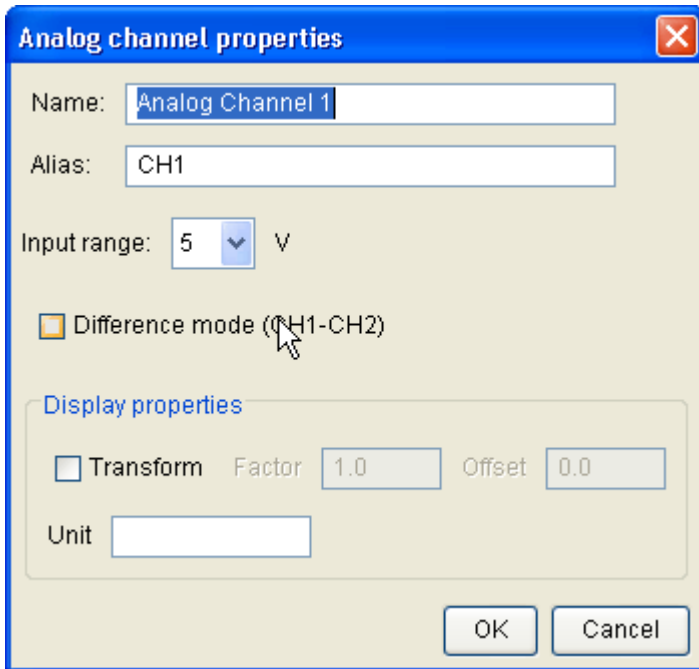 Analog channel properties
Name: Analog Channel 1
Alias: CH1
Input range: 5 V
Difference mode (CH1-CH2)
Display properties
Transform Factor 1.0 Offset 0.0
Unit
OK Cancel